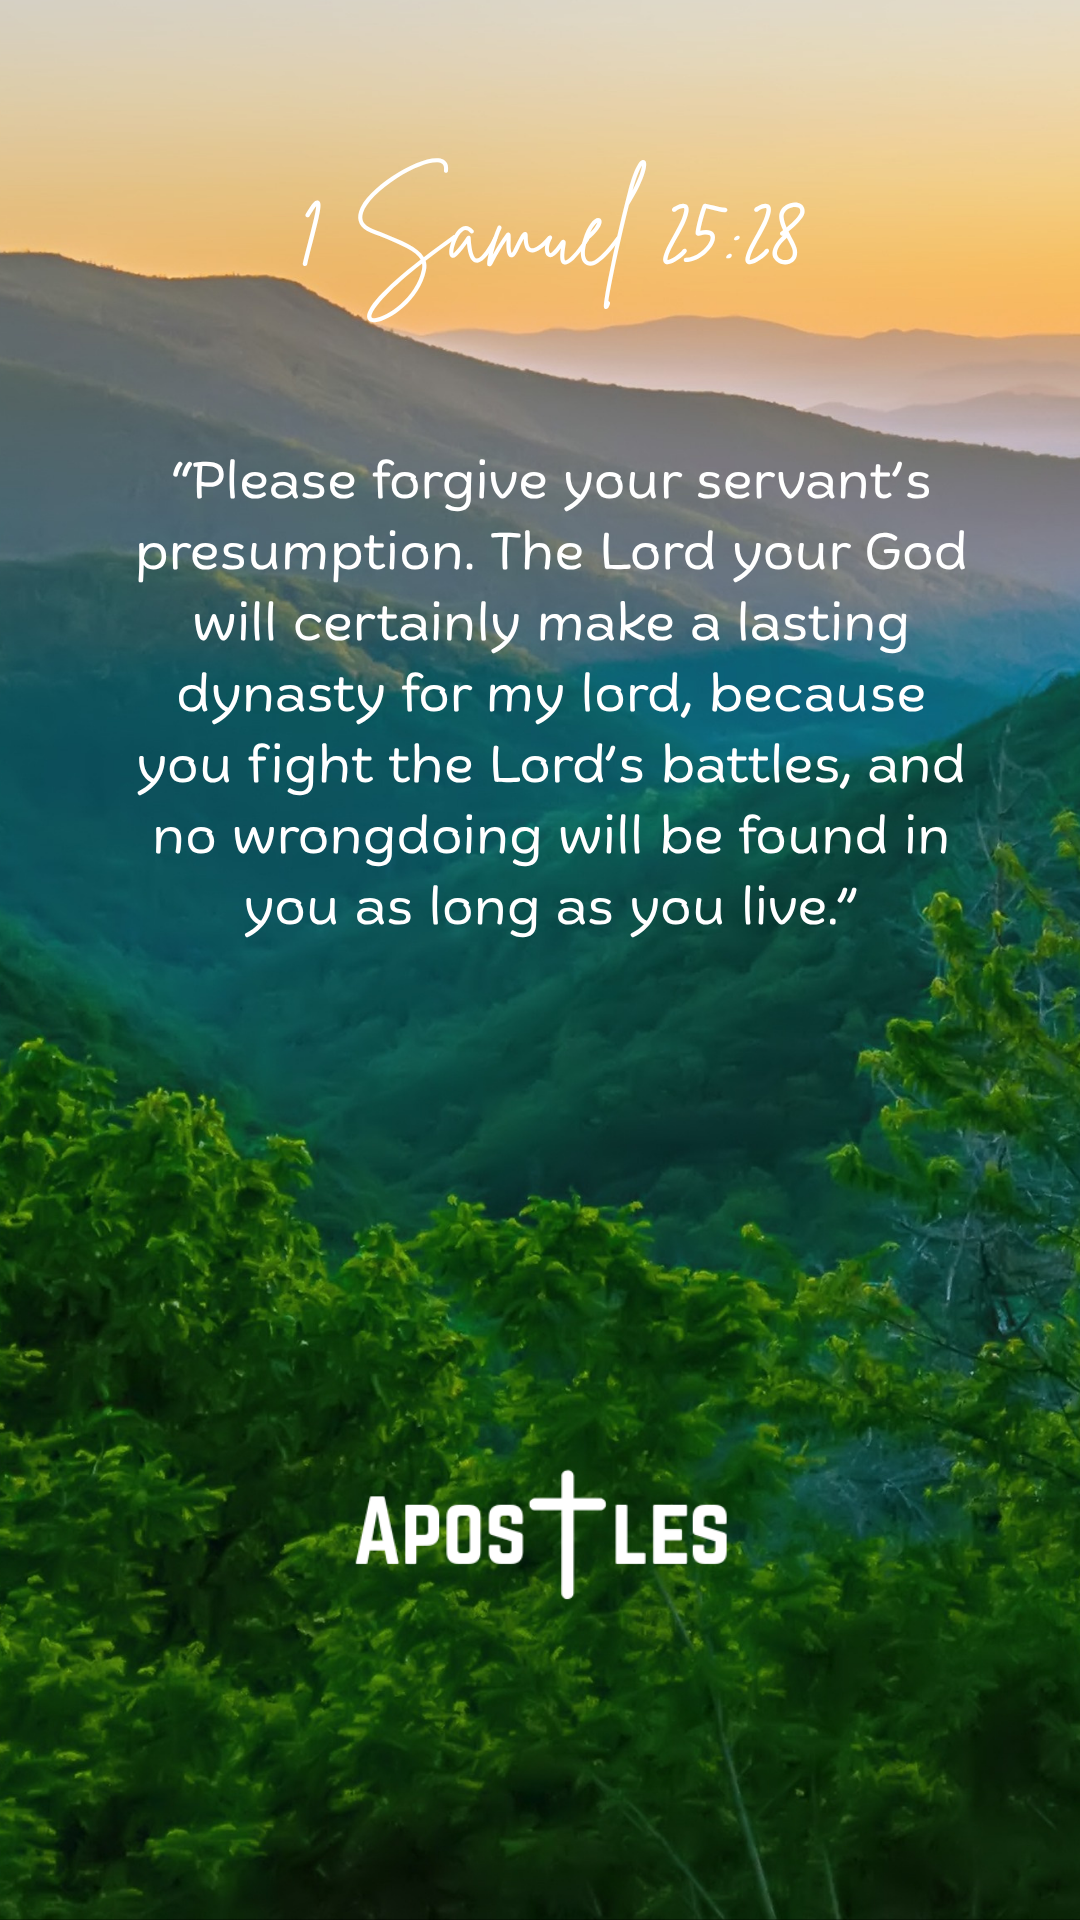 1 Samuel 25:28
“Please forgive your servant’s
presumption. The Lord your God
will certainly make a lasting
dynasty for my lord, because
you fight the Lord’s battles, and
no wrongdoing will be found in
you as long as you live.”
APOSTLES